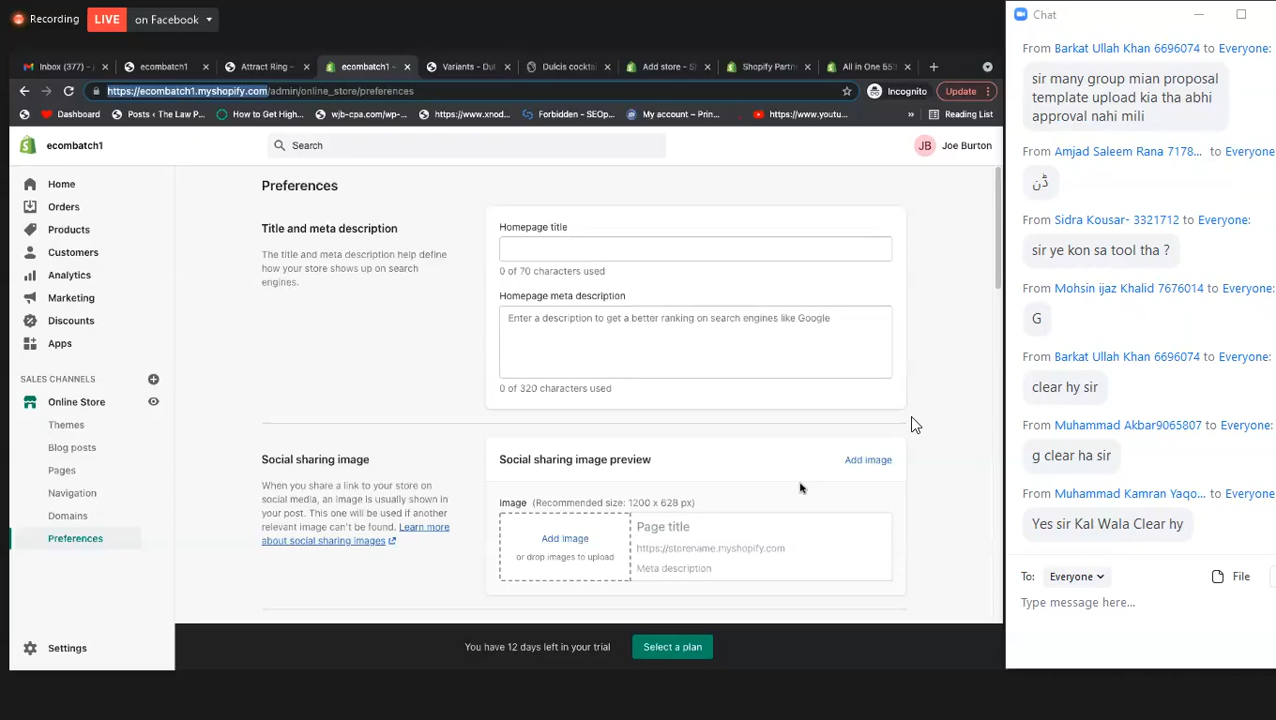 Recording
LIVE
on Facebook
Inbox (377) -
ecombatch1
Attract Ring -
ecombatch1 -
Variants - Dul
Dulcis cocktail
Add store - S
Shopify Partn
All in One 553
https://ecombatch1.myshopify.com/admin/online_store/preferences
Incognito
Update
Dashboard
Posts ‹ The Law P...
How to Get High...
wjb-cpa.com/wp-...
https://www.xnod...
Forbidden - SEOp...
My account – Prin...
https://www.youtu...
»
Reading List
ecombatch1
Search
JB
Joe Burton
Home
Orders
Products
Customers
Analytics
Marketing
Discounts
Apps
SALES CHANNELS
Online Store
Themes
Blog posts
Pages
Navigation
Domains
Preferences
Settings
Preferences
Title and meta description
The title and meta description help define
how your store shows up on search
engines.
Homepage title
0 of 70 characters used
Homepage meta description
Enter a description to get a better ranking on search engines like Google
0 of 320 characters used
Social sharing image
When you share a link to your store on
social media, an image is usually shown in
your post. This one will be used if another
relevant image can't be found. Learn more
about social sharing images
Social sharing image preview
Add image
Image (Recommended size: 1200 x 628 px)
Add image
or drop images to upload
Page title
https://storename.myshopify.com
Meta description
You have 12 days left in your trial
Select a plan
Chat
From Barkat Ullah Khan 6696074 to Everyone:
sir many group mian proposal
template upload kia tha abhi
approval nahi mili
From Amjad Saleem Rana 7178... to Everyone
ڈن
From Sidra Kousar- 3321712 to Everyone:
sir ye kon sa tool tha ?
From Mohsin ijaz Khalid 7676014 to Everyone:
G
From Barkat Ullah Khan 6696074 to Everyone:
clear hy sir
From Muhammad Akbar9065807 to Everyone:
g clear ha sir
From Muhammad Kamran Yaqo... to Everyone
Yes sir Kal Wala Clear hy
To:
Everyone
File
Type message here...